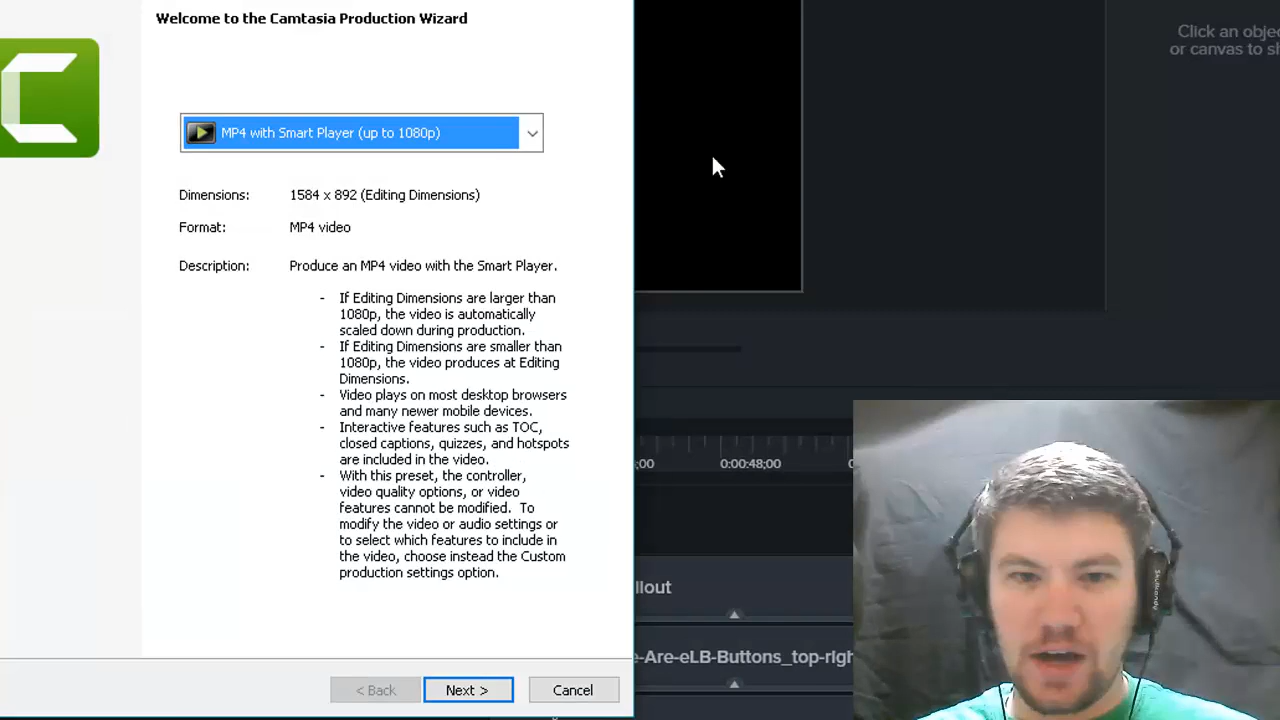 Welcome to the Camtasia Production Wizard
Click an obje
or canvas to sh
MP4 with Smart Player (up to 1080p)
Dimensions: 1584 x 892 (Editing Dimensions)
Format: MP4 video
Description: Produce an MP4 video with the Smart Player.
- If Editing Dimensions are larger than
1080p, the video is automatically
scaled down during production.
- If Editing Dimensions are smaller than
1080p, the video produces at Editing
Dimensions.
- Video plays on most desktop browsers
and many newer mobile devices.
- Interactive features such as TOC,
closed captions, quizzes, and hotspots
are included in the video.
- With this preset, the controller,
video quality options, or video
features cannot be modified. To
modify the video or audio settings or
to select which features to include in
the video, choose instead the Custom
production settings option.
;00 0:00:48;00
llout
e-Are-eLB-Buttons_top-righ
< Back Next > Cancel
Skullcandy